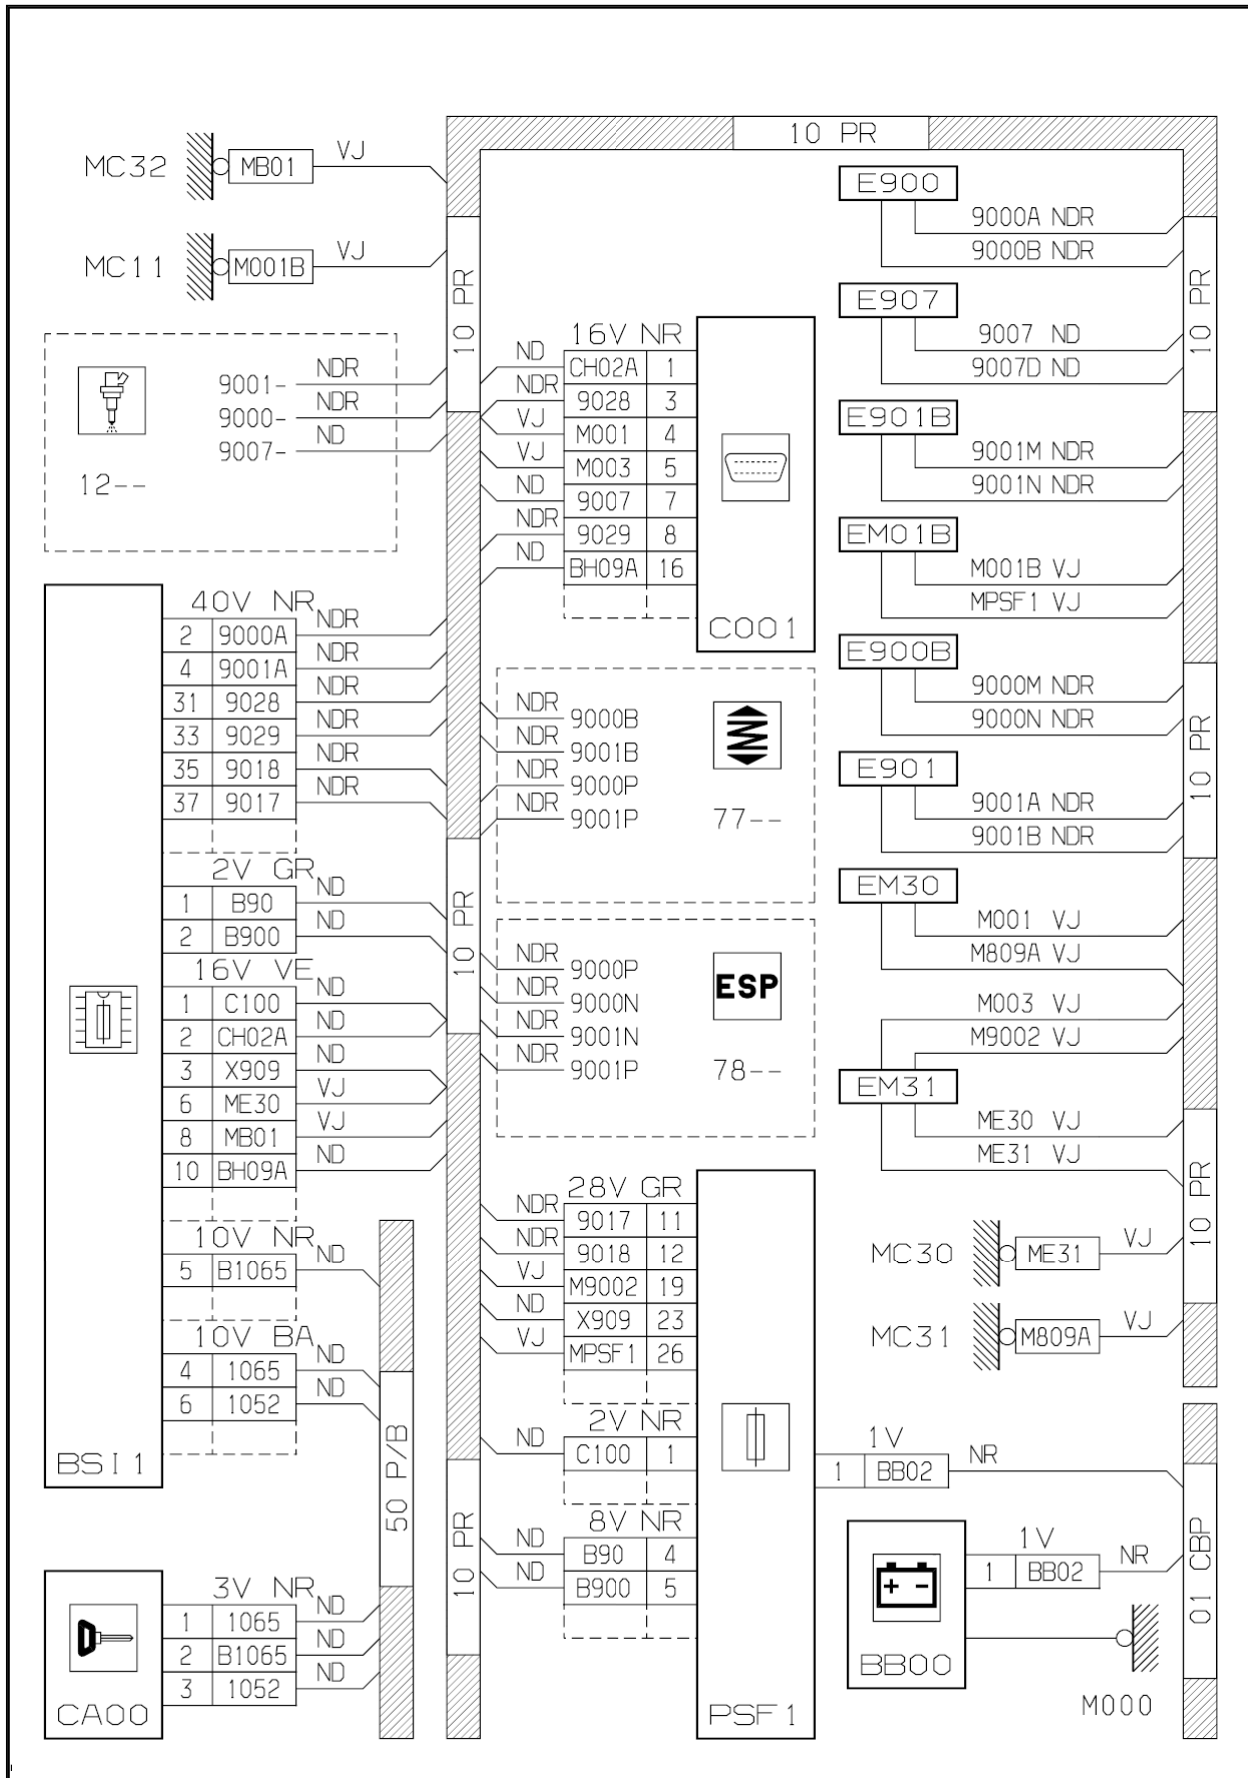 10 PR
MC32 MB01 VJ
MC11 M001B VJ
10 PR
9001- NDR
9000- NDR
9007- ND
12--
BSI1
40V NR
2 9000A NDR
4 9001A NDR
31 9028 NDR
33 9029 NDR
35 9018 NDR
37 9017 NDR
2V GR
1 B90 ND
2 B900 ND
16V VE
1 C100 ND
2 CH02A ND
3 X909 ND
6 ME30 VJ
8 MB01 VJ
10 BH09A ND
10V NR
5 B1065 ND
10V BA
4 1065 ND
6 1052 ND
50 P/B
CA00
3V NR
1 1065 ND
2 B1065 ND
3 1052 ND
10 PR
10 PR
16V NR
ND CH02A 1
NDR 9028 3
VJ M001 4
VJ M003 5
ND 9007 7
NDR 9029 8
ND BH09A 16
C001
NDR 9000B
NDR 9001B
NDR 9000P
NDR 9001P
77--
NDR 9000P
NDR 9000N
NDR 9001N
NDR 9001P
ESP
78--
28V GR
NDR 9017 11
NDR 9018 12
VJ M9002 19
ND X909 23
VJ MPSF1 26
2V NR
ND C100 1
8V NR
ND B90 4
ND B900 5
PSF1
E900
9000A NDR
9000B NDR
10 PR
E907
9007 ND
9007D ND
E901B
9001M NDR
9001N NDR
EM01B
M001B VJ
MPSF1 VJ
E900B
9000M NDR
9000N NDR
10 PR
E901
9001A NDR
9001B NDR
EM30
M001 VJ
M809A VJ
M003 VJ
M9002 VJ
EM31
ME30 VJ
ME31 VJ
10 PR
MC30 ME31 VJ
MC31 M809A VJ
1V
1 BB02 NR
BB00
1V
1 BB02 NR
01 CBP
M000